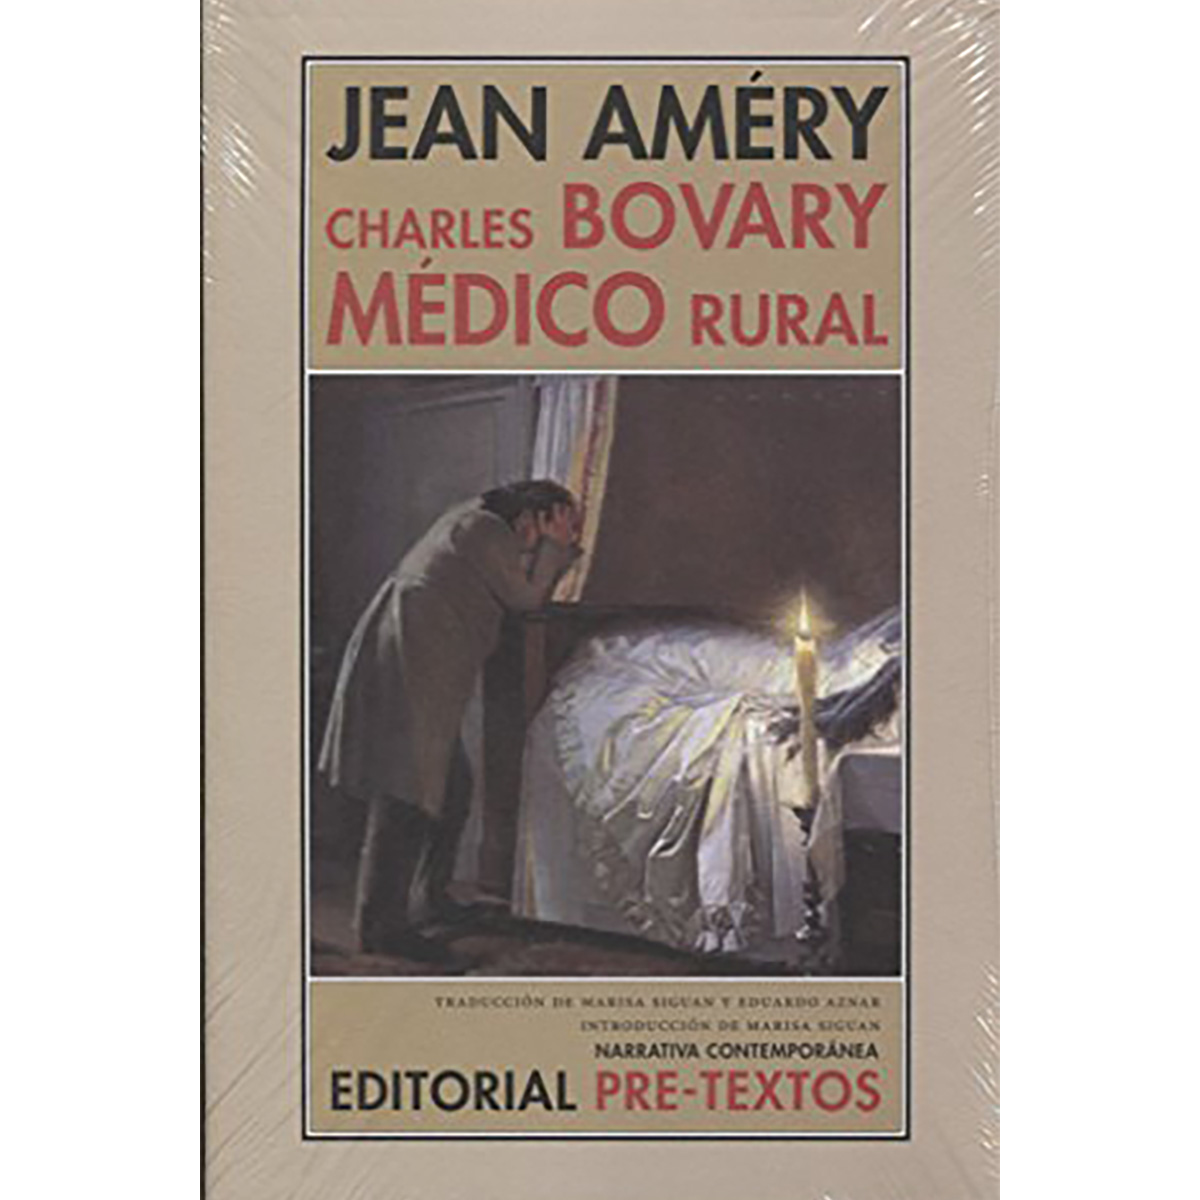 JEAN AMÉRY
CHARLES BOVARY
MÉDICO RURAL
TRADUCCIÓN DE MARISA SIGUAN Y EDUARDO AZNAR
INTRODUCCIÓN DE MARISA SIGUAN
NARRATIVA CONTEMPORÁNEA
EDITORIAL PRE-TEXTOS